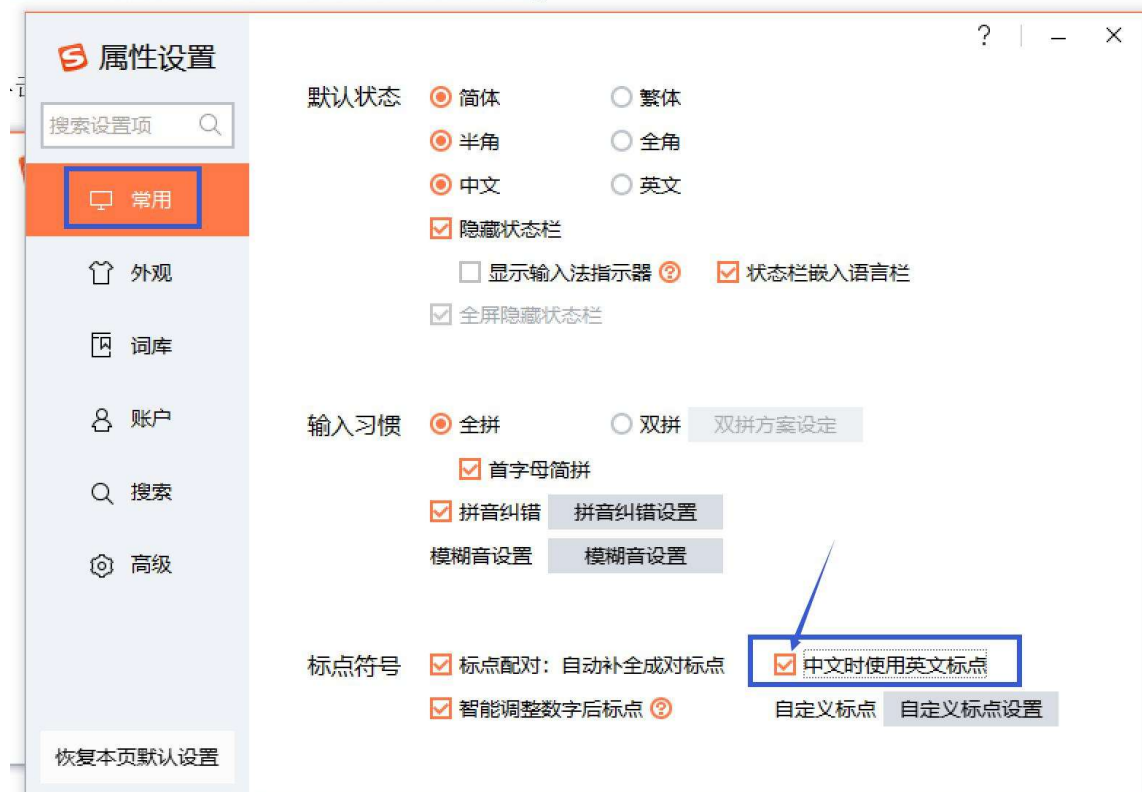 属性设置
搜索设置项
常用
外观
词库
账户
搜索
高级
恢复本页默认设置
默认状态 简体 繁体
半角 全角
中文 英文
隐藏状态栏
显示输入法指示器 状态栏嵌入语言栏
全屏隐藏状态栏
输入习惯 全拼 双拼 双拼方案设定
首字母简拼
拼音纠错 拼音纠错设置
模糊音设置 模糊音设置
标点符号 标点配对：自动补全成对标点 中文时使用英文标点
智能调整数字后标点 自定义标点 自定义标点设置